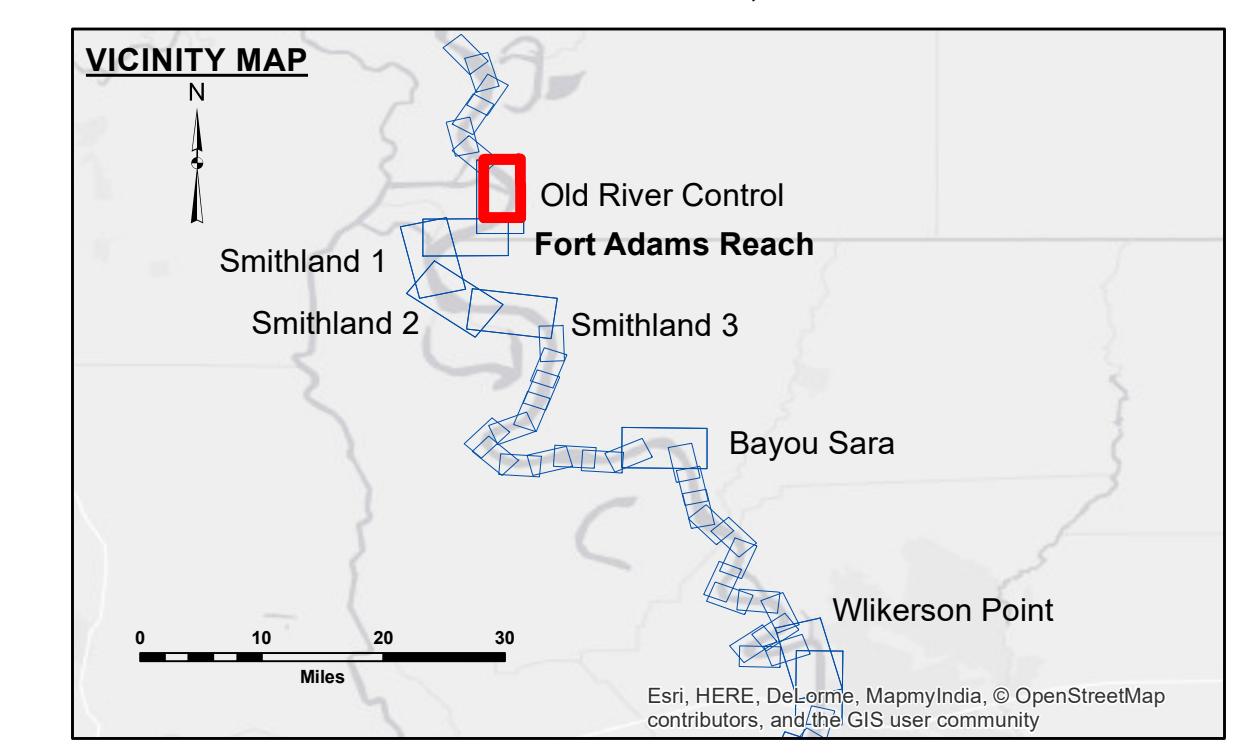 VICINITY MAP
N
Old River Control
Fort Adams Reach
Smithland 1
Smithland 2
Smithland 3
Bayou Sara
Wlikerson Point
0 10 20 30
Miles
Esri, HERE, DeLorme, MapmyIndia, © OpenStreetMap
contributors, and the GIS user community